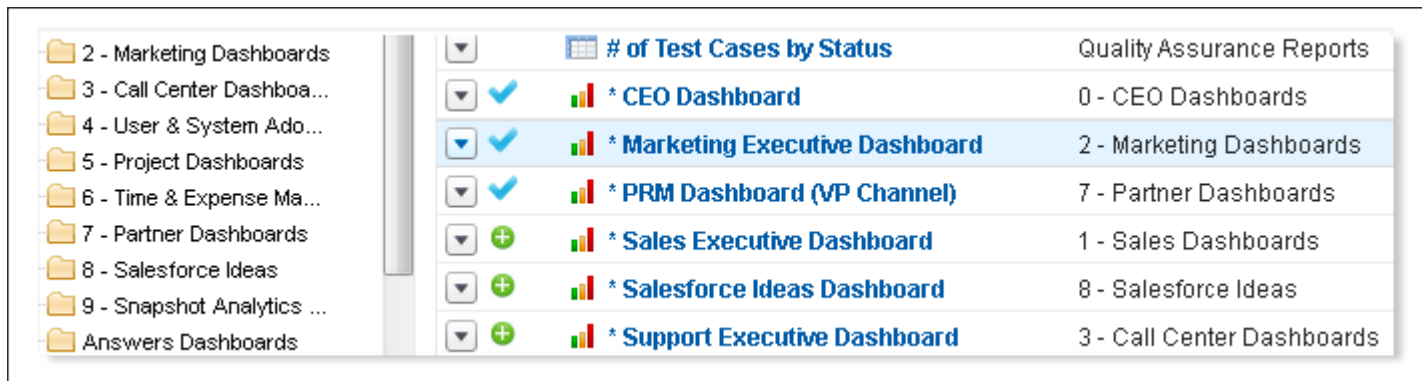 2 - Marketing Dashboards
3 - Call Center Dashboa...
4 - User & System Ado...
5 - Project Dashboards
6 - Time & Expense Ma...
7 - Partner Dashboards
8 - Salesforce Ideas
9 - Snapshot Analytics ...
Answers Dashboards
# of Test Cases by Status Quality Assurance Reports
* CEO Dashboard 0 - CEO Dashboards
* Marketing Executive Dashboard 2 - Marketing Dashboards
* PRM Dashboard (VP Channel) 7 - Partner Dashboards
* Sales Executive Dashboard 1 - Sales Dashboards
* Salesforce Ideas Dashboard 8 - Salesforce Ideas
* Support Executive Dashboard 3 - Call Center Dashboards